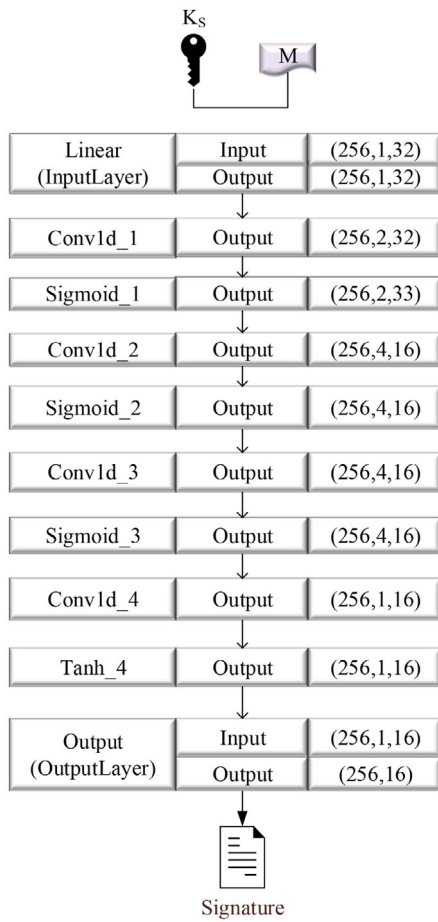 K_S
M
Linear
(InputLayer)
Input
(256,1,32)
Output
(256,1,32)
Conv1d_1
Output
(256,2,32)
Sigmoid_1
Output
(256,2,33)
Conv1d_2
Output
(256,4,16)
Sigmoid_2
Output
(256,4,16)
Conv1d_3
Output
(256,4,16)
Sigmoid_3
Output
(256,4,16)
Conv1d_4
Output
(256,1,16)
Tanh_4
Output
(256,1,16)
Output
(OutputLayer)
Input
(256,1,16)
Output
(256,16)
Signature